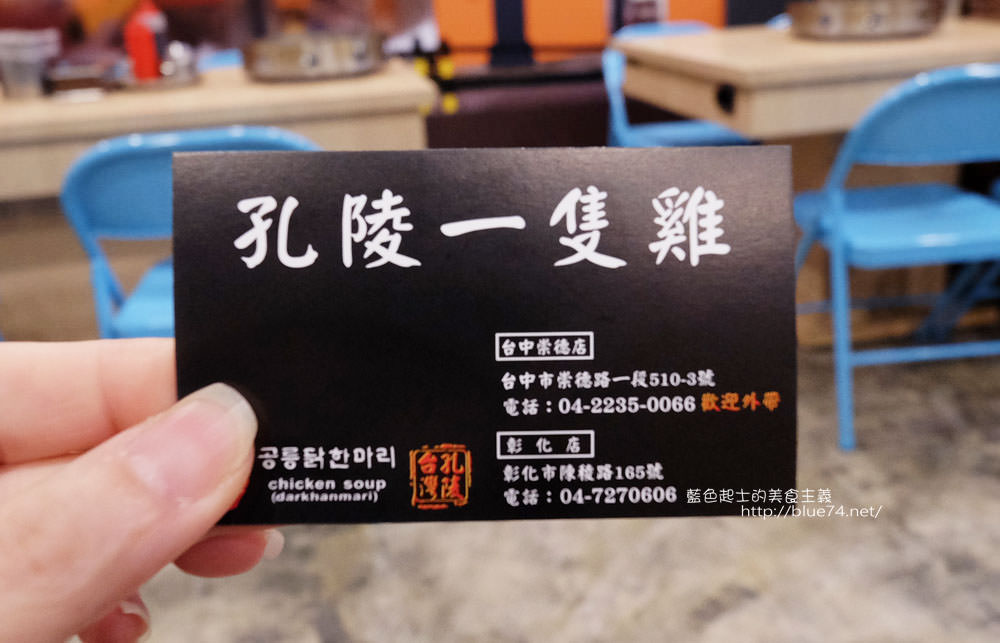 孔陵一隻雞
台中崇德店
台中市崇德路一段510-3號
電話：04-2235-0066 歡迎外帶
彰化店
彰化市陳稜路165號
電話：04-7270606
공릉닭한마리
chicken soup
(darkhanmari)
孔陵
台灣
藍色起士的美食主義
http://blue74.net/